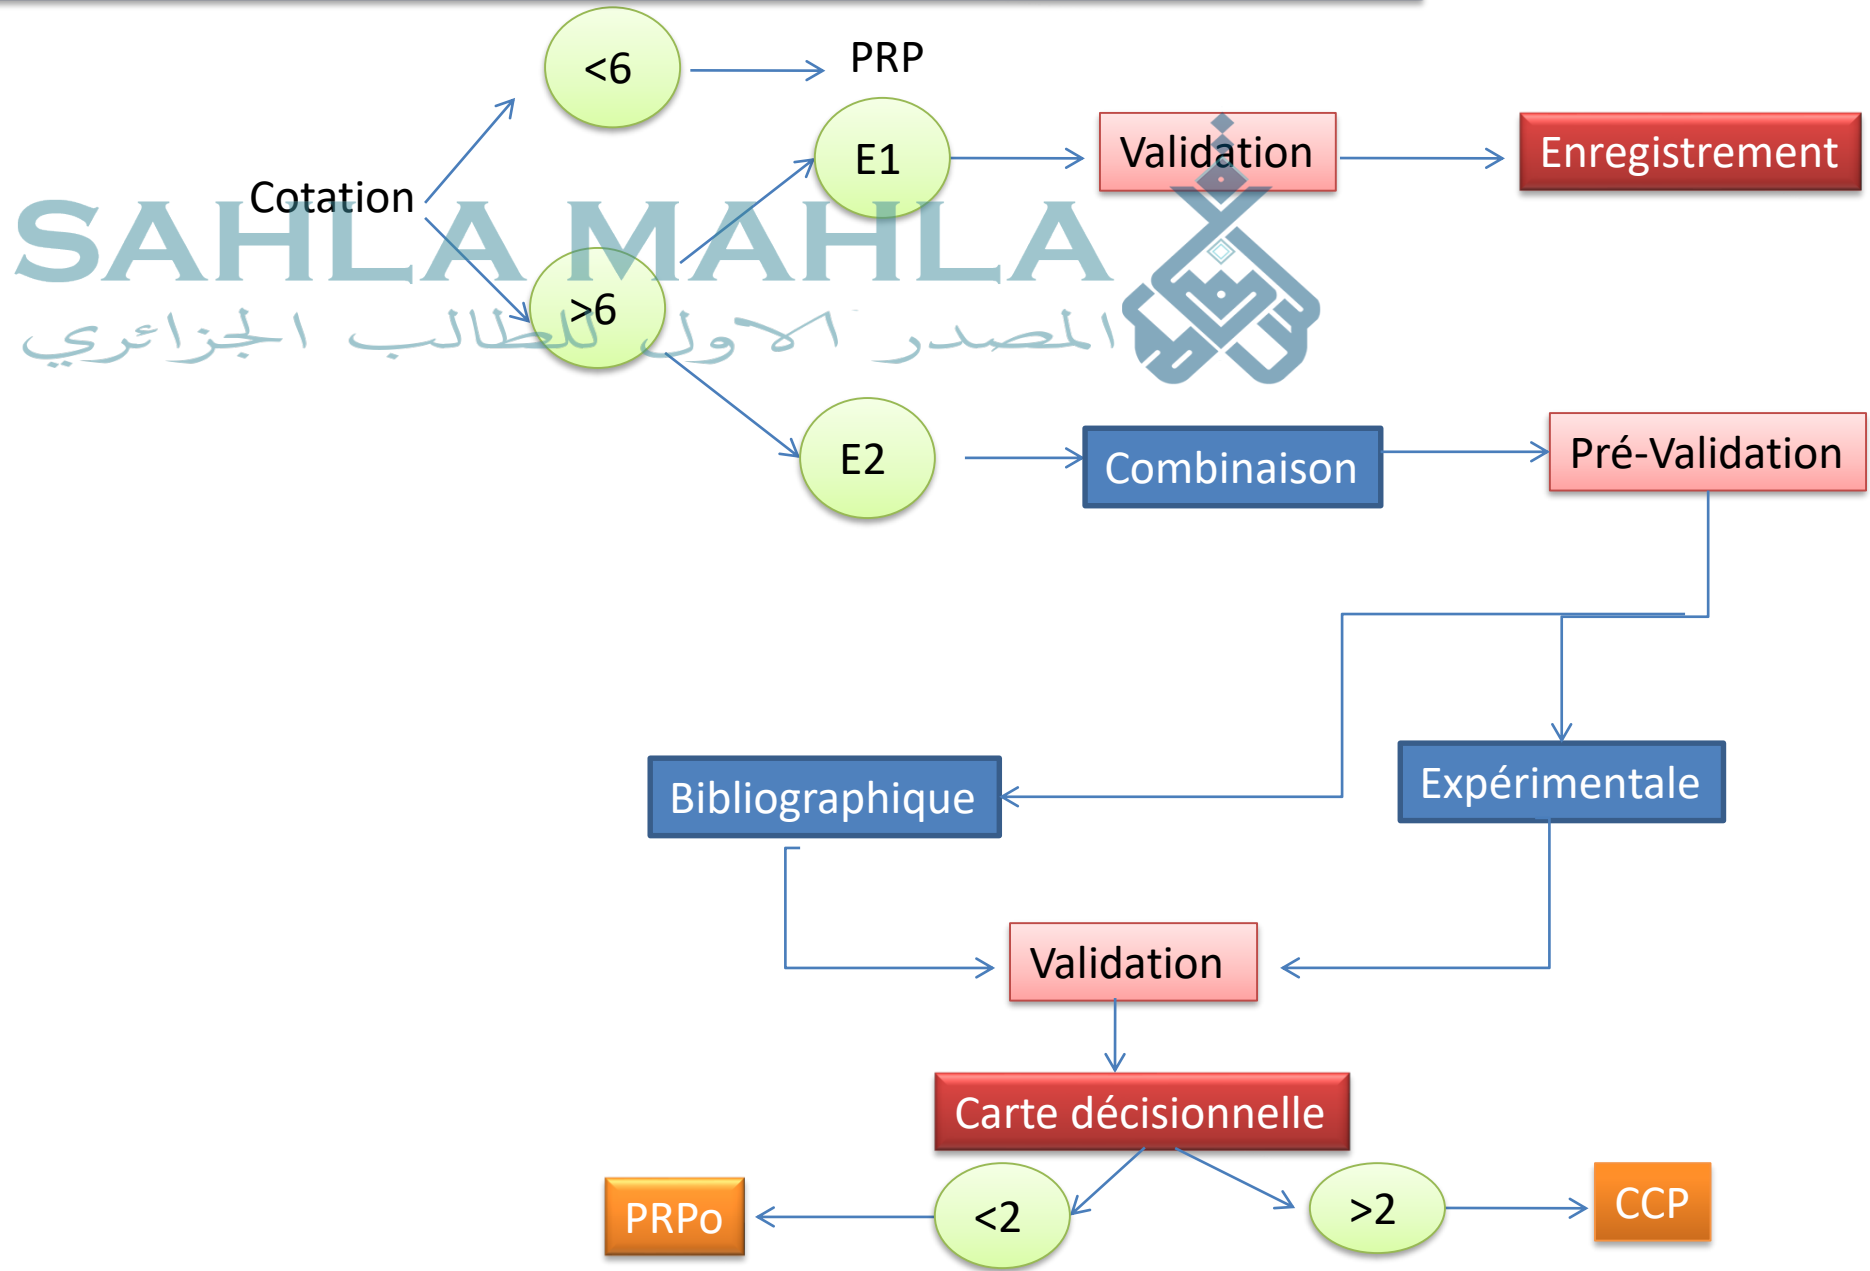 <6
PRP
E1
Validation
Enregistrement
Cotation
SAHLA MAHLA
>6
المصدر الاول للطالب الجزائري
E2
Combinaison
Pré-Validation
Bibliographique
Expérimentale
Validation
Carte décisionnelle
PRPo
<2
>2
CCP